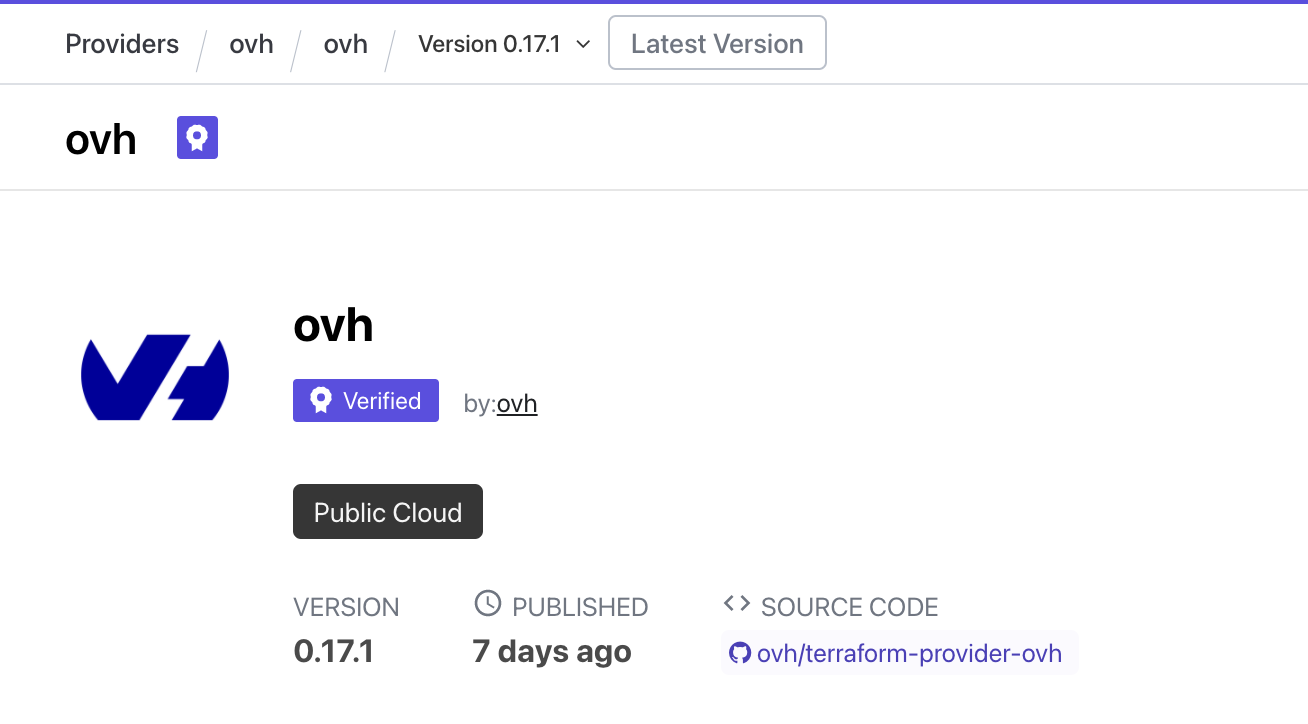 Providers / ovh / ovh / Version 0.17.1 Latest Version
ovh
ovh
Verified by:ovh
Public Cloud
VERSION PUBLISHED <> SOURCE CODE
0.17.1 7 days ago ovh/terraform-provider-ovh